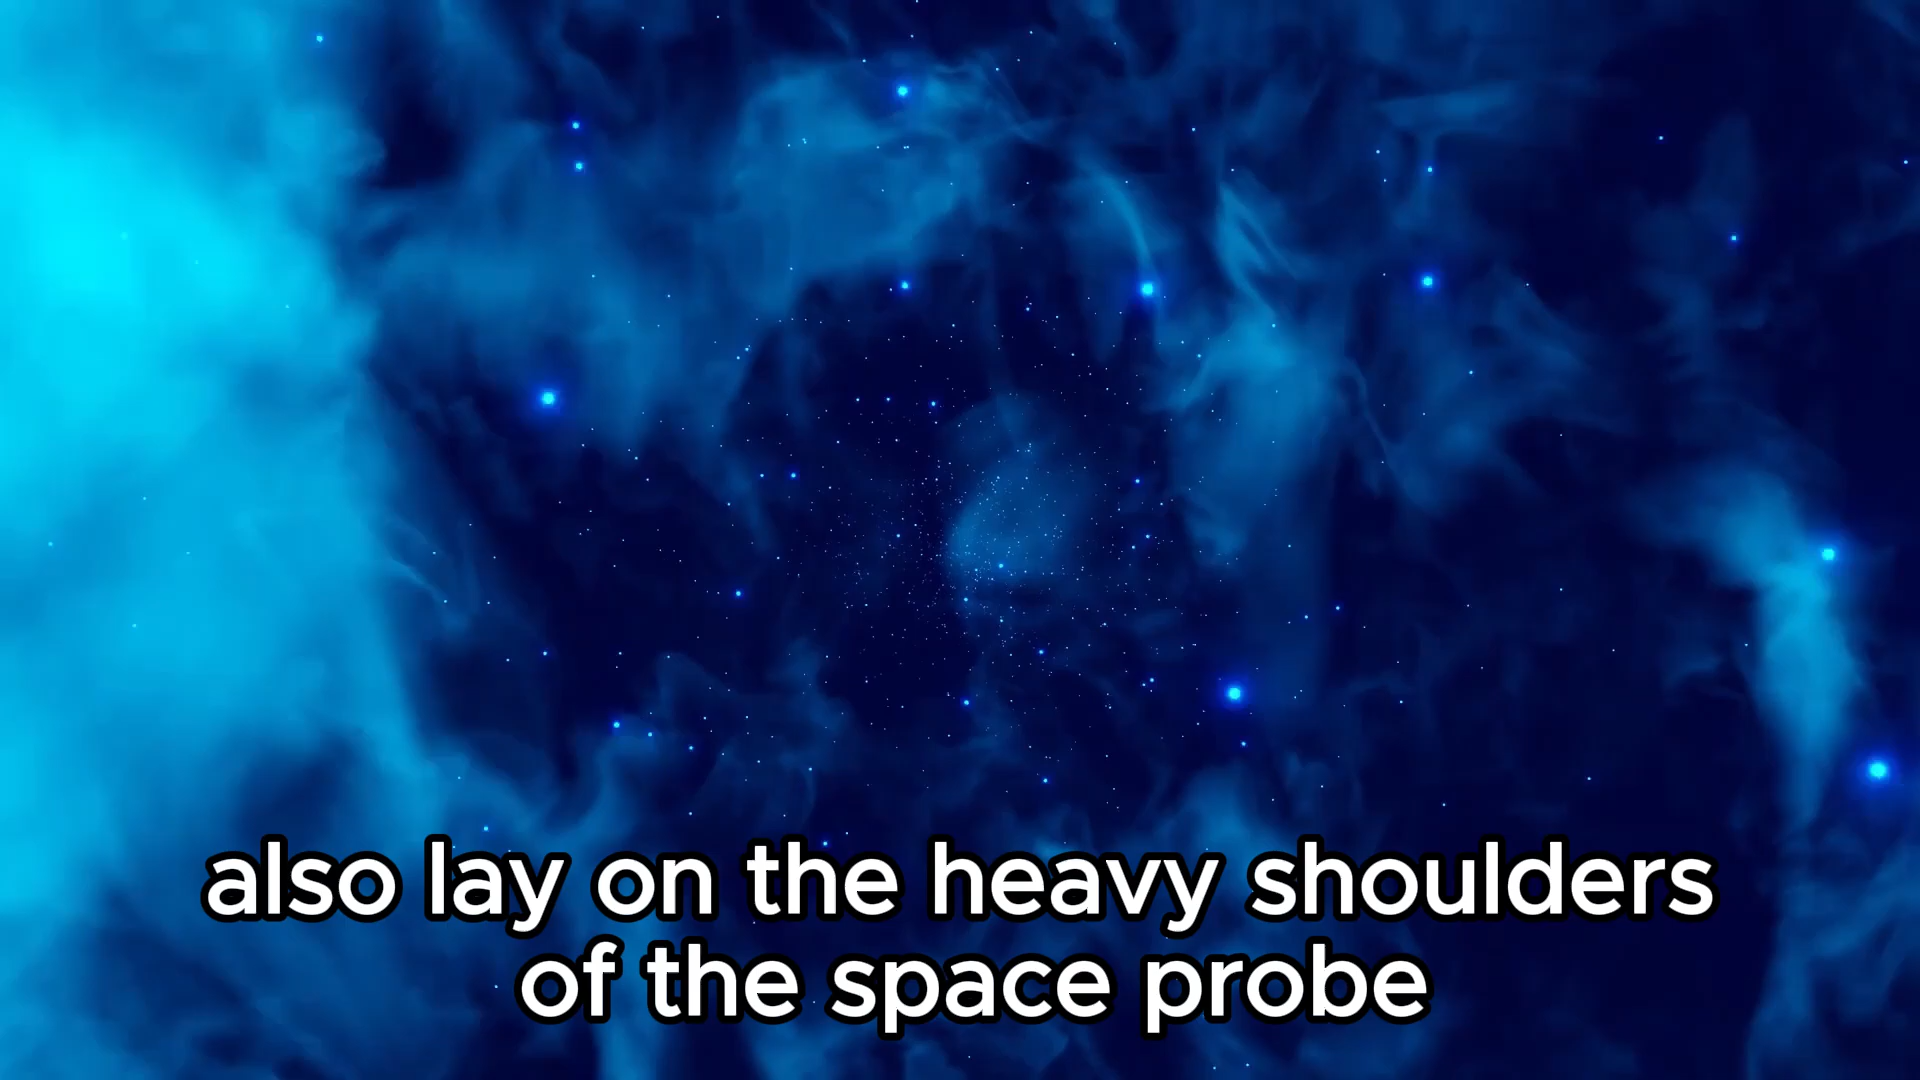 also lay on the heavy shoulders
of the space probe